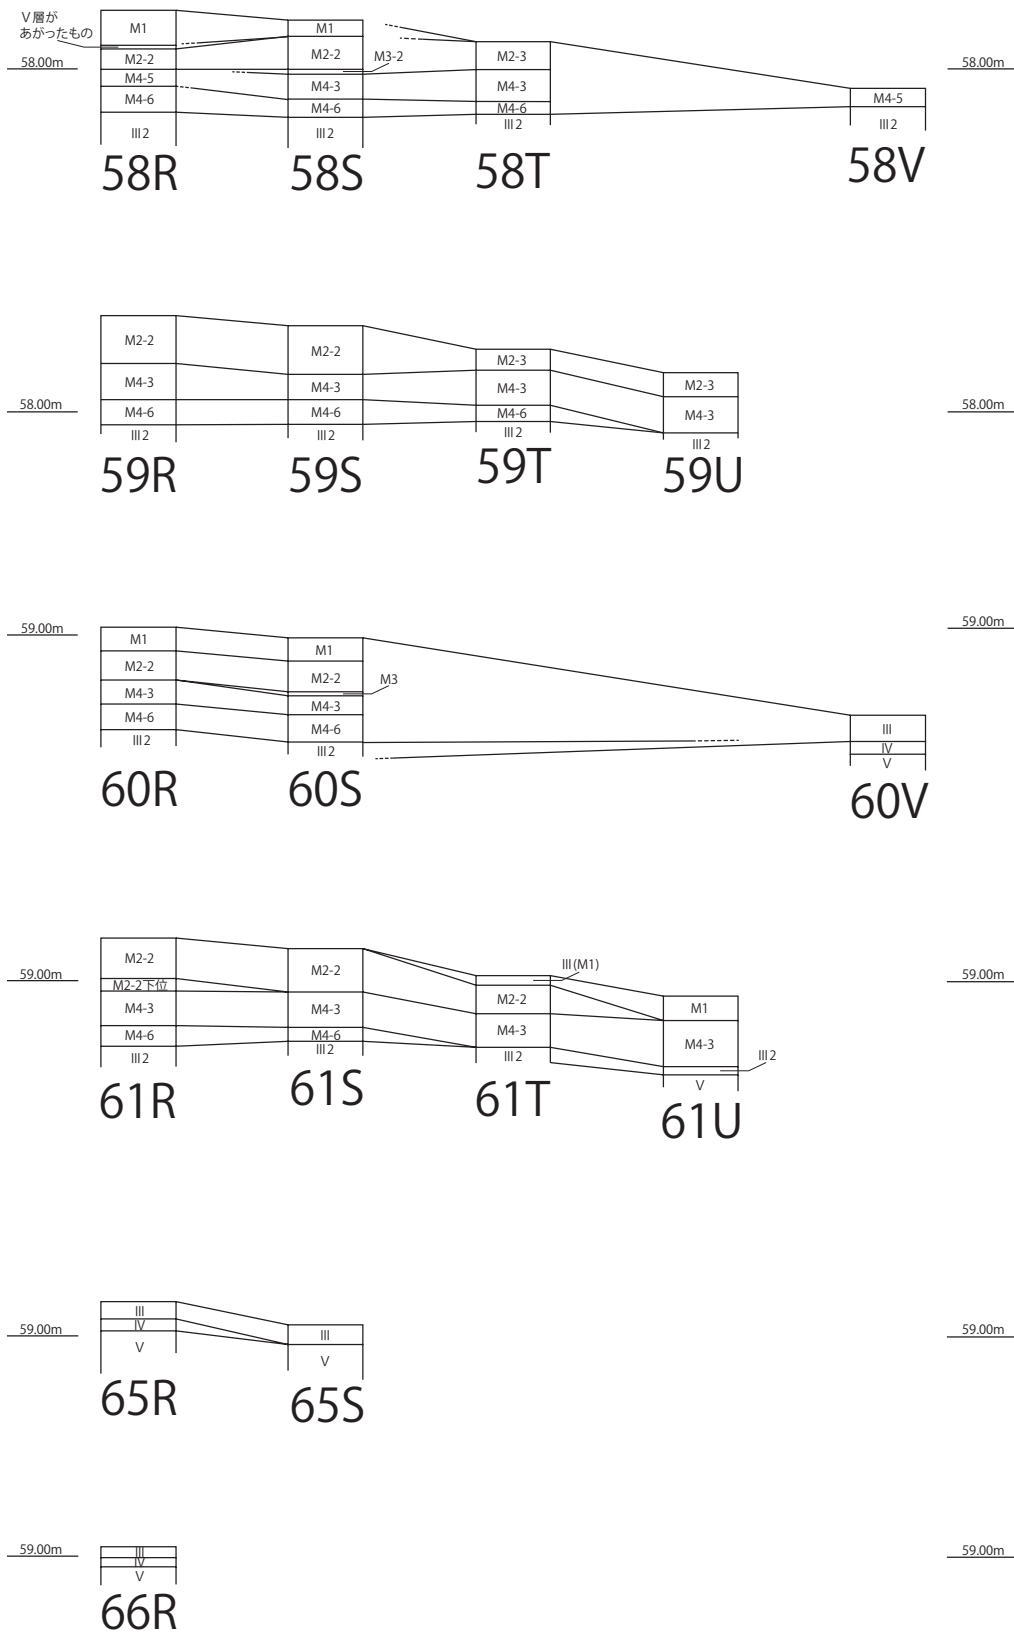 V層が
あがったもの
58.00m
M1
M2-2
M4-5
M4-6
III2
58R
M1
M2-2
M3-2
M4-3
M4-6
III2
58S
M2-3
M4-3
M4-6
III2
58T
M4-5
III2
58V
58.00m
58.00m
M2-2
M4-3
M4-6
III2
59R
M2-2
M4-3
M4-6
III2
59S
M2-3
M4-3
M4-6
III2
59T
M2-3
M4-3
III2
59U
58.00m
59.00m
M1
M2-2
M4-3
M4-6
III2
60R
M1
M2-2
M3
M4-3
M4-6
III2
60S
III
IV
V
60V
59.00m
59.00m
M2-2
M2-2下位
M4-3
M4-6
III2
61R
M2-2
M4-3
M4-6
III2
61S
III(M1)
M2-2
M4-3
III2
61T
M1
M4-3
III2
V
61U
59.00m
59.00m
III
IV
V
65R
III
V
65S
59.00m
59.00m
III
IV
V
66R
59.00m